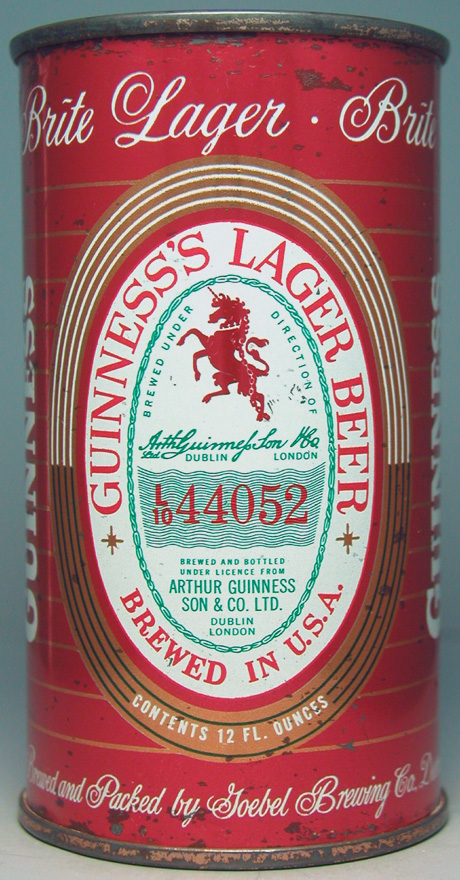 Brite Lager · Brite
GUINNESS'S LAGER BEER
BREWED UNDER DIRECTION OF
Arth Guinness Son & Co.
Ltd. DUBLIN LONDON
L/10 44052
BREWED AND BOTTLED
UNDER LICENCE FROM
ARTHUR GUINNESS
SON & CO. LTD.
DUBLIN
LONDON
BREWED IN U.S.A.
CONTENTS 12 FL. OUNCES
GUINNESS
GUINNESS
Brewed and Packed by Goebel Brewing Co.